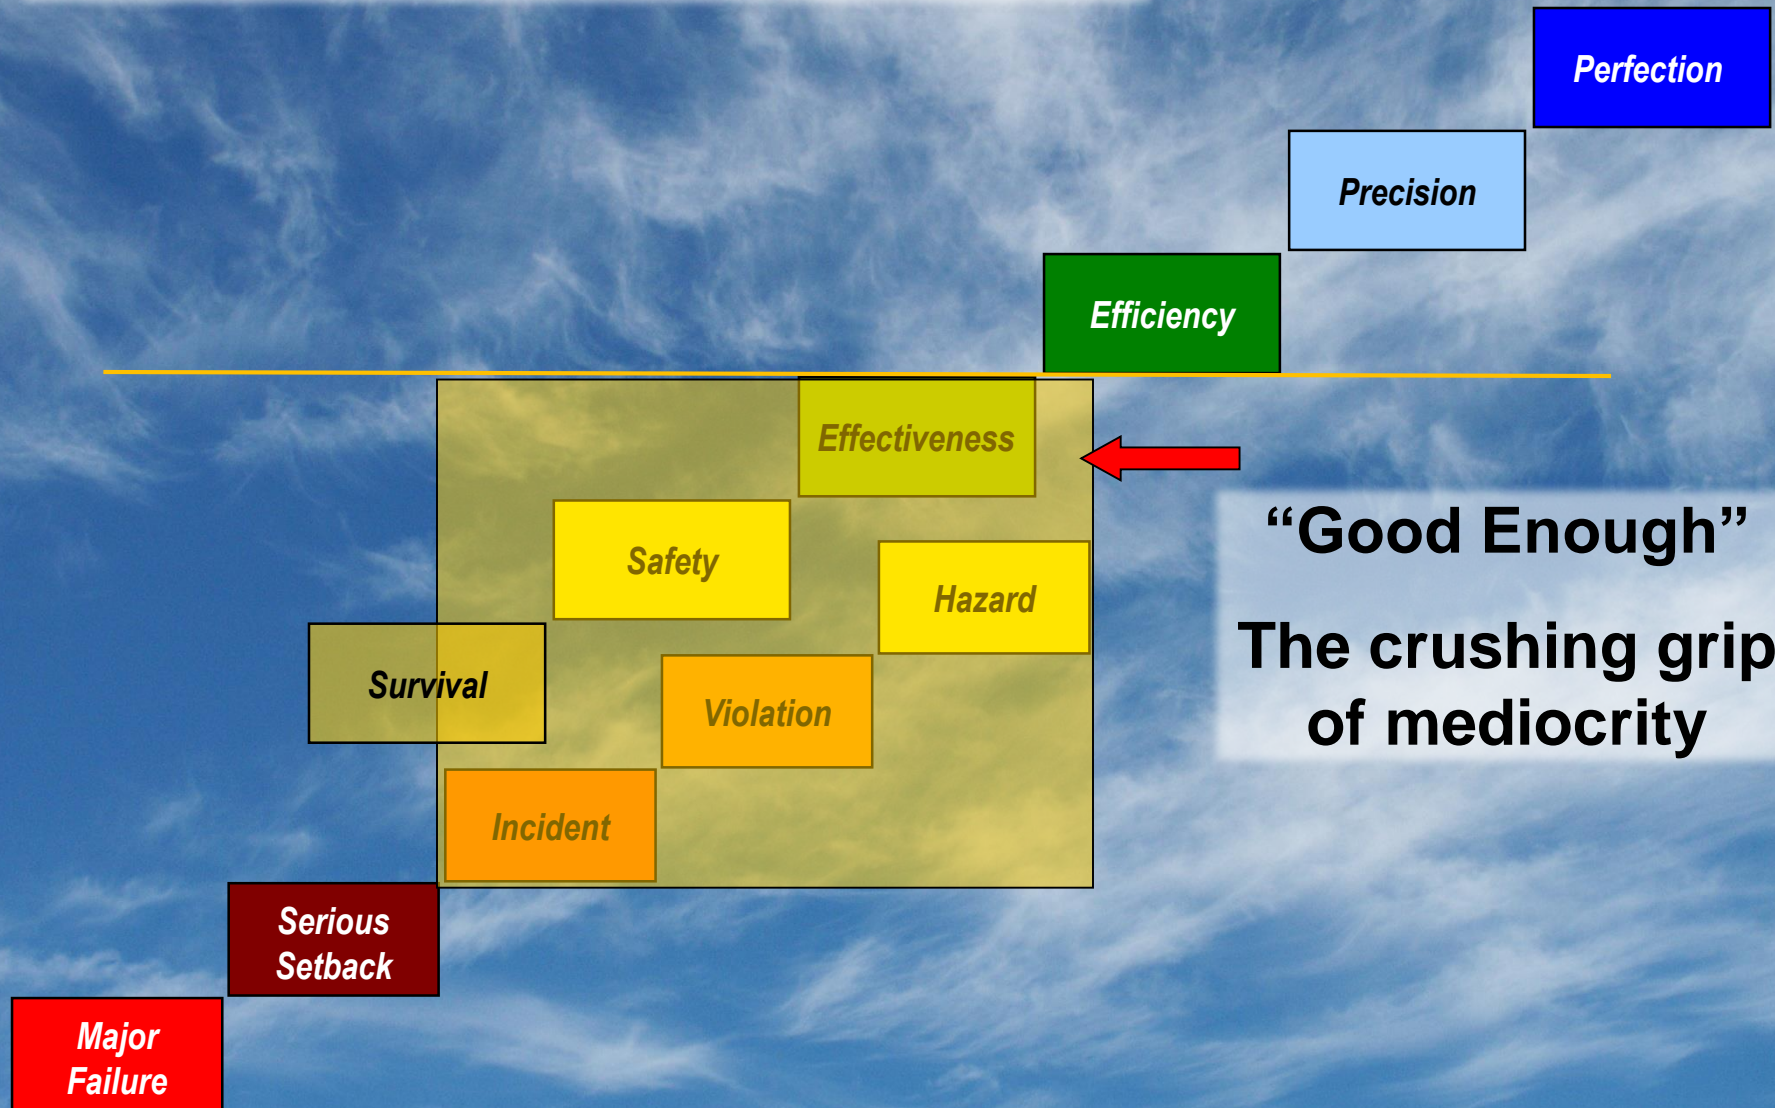 Perfection
Precision
Efficiency
Effectiveness
“Good Enough”
Safety
Hazard
The crushing grip
of mediocrity
Survival
Violation
Incident
Serious
Setback
Major
Failure